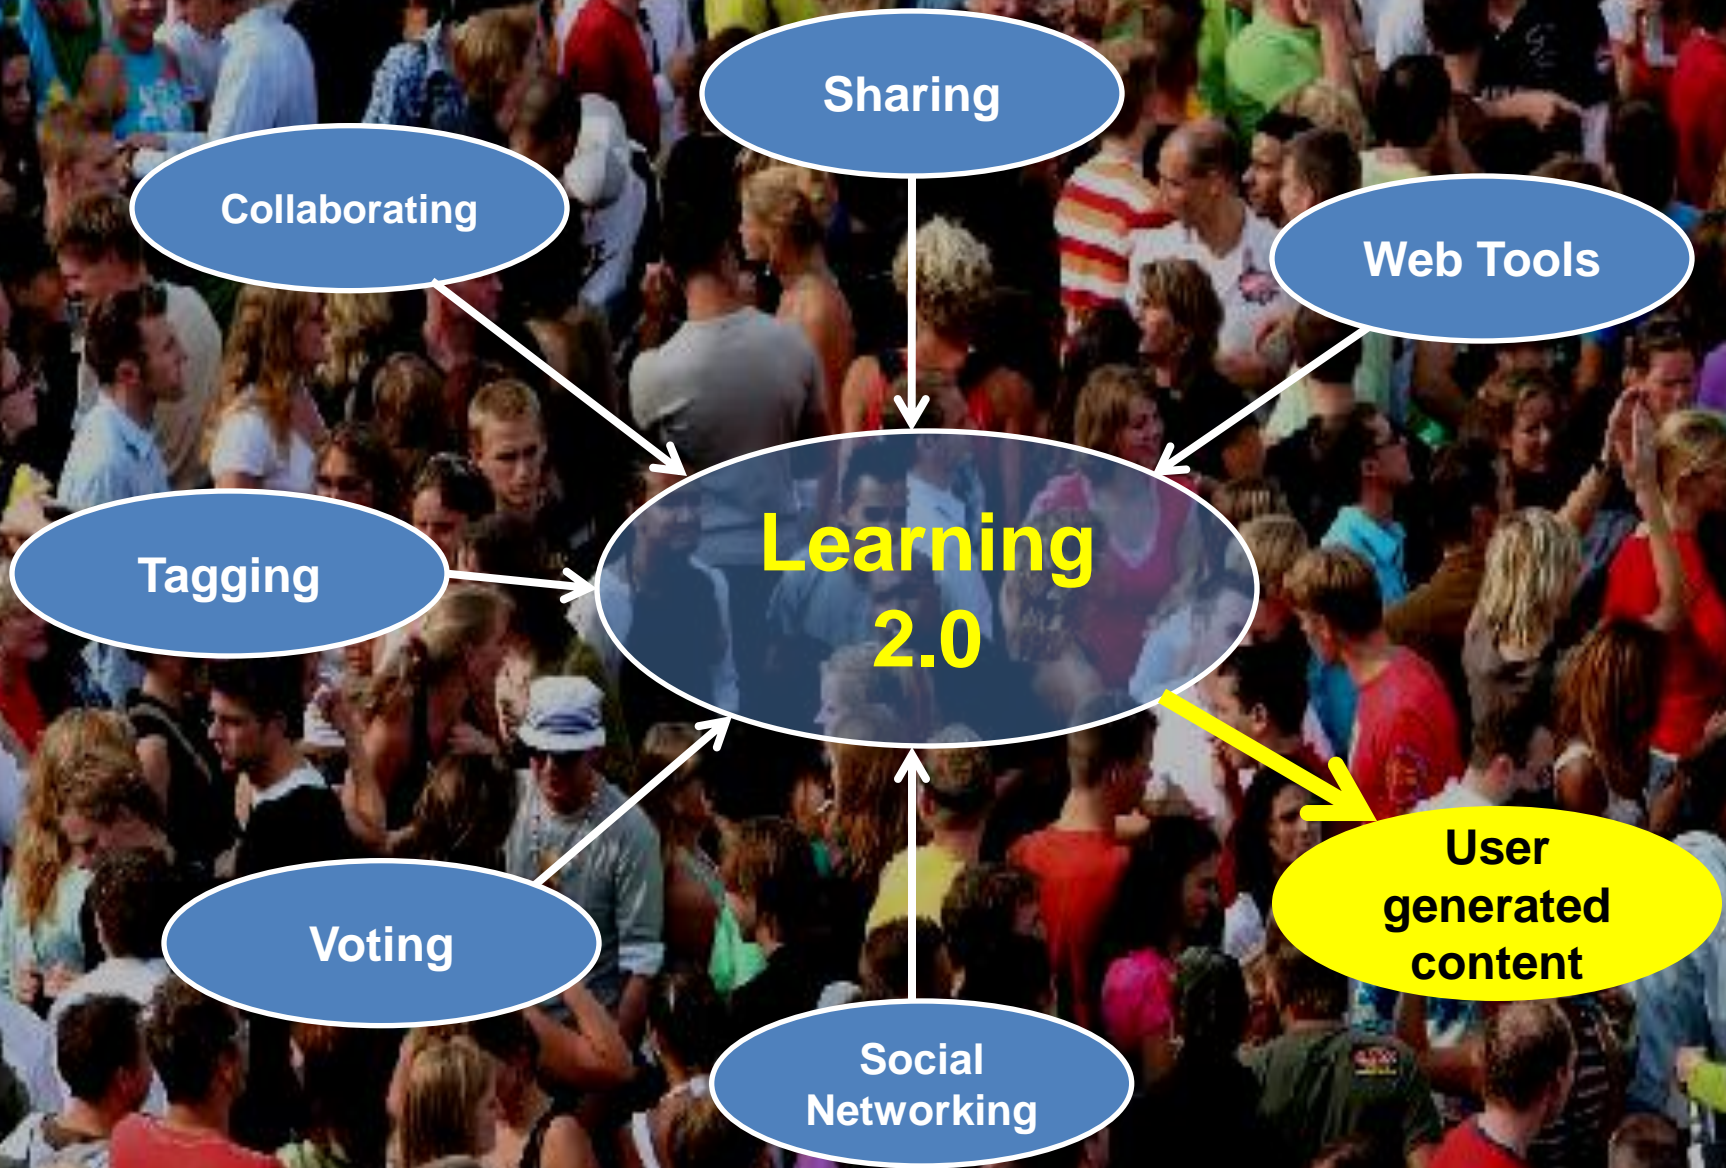 Sharing
Collaborating
Web Tools
Learning
2.0
Tagging
User
generated
content
Voting
Social
Networking